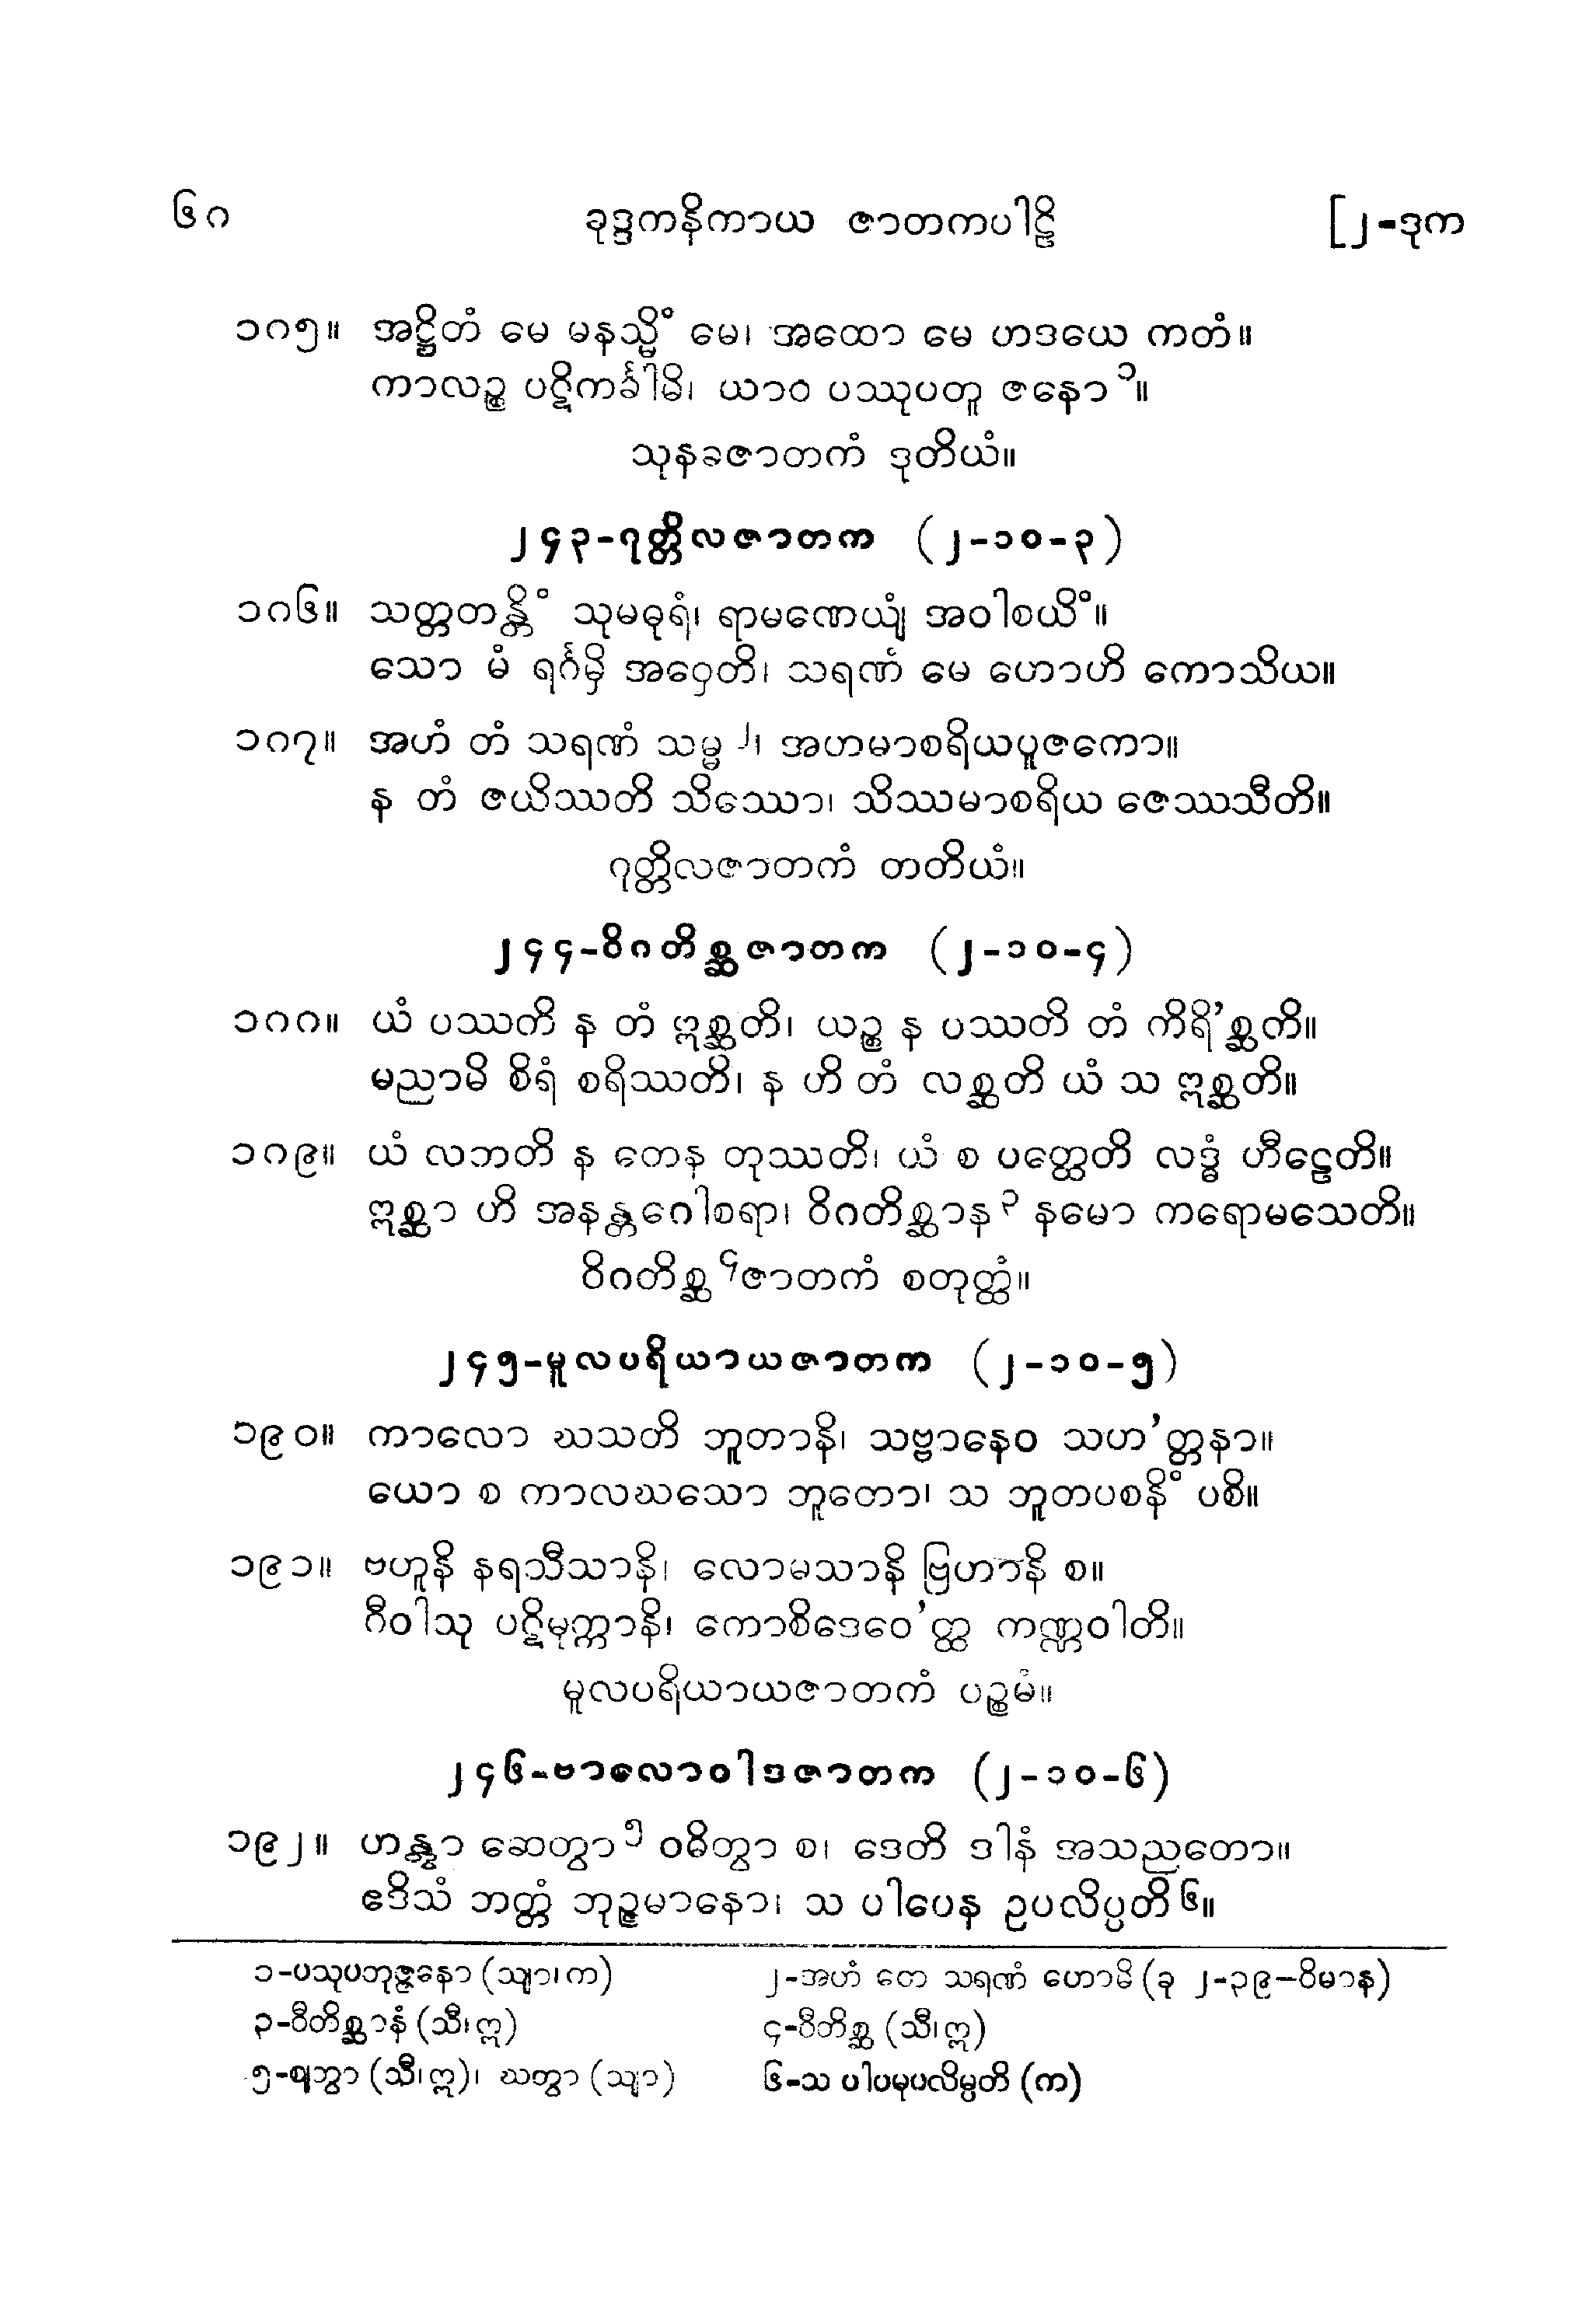 ၆၈ ခုဒ္ဒကနိကာယ ဇာတကပါဠိ [၂-ဒုက
၁၈၅။ အဋ္ဌိတံ မေ မနသ္မိံ မေ၊ အထော မေ ဟဒယေ ကတံ။
ကာလဉ္စ ပဋိကင်္ခါမိ၊ ယာဝ ပဿုပတူ ဇနော ၁။
သုနခဇာတကံ ဒုတိယံ။
၂၄၃-ဂုတ္တိလဇာတက (၂-၁၀-၃)
၁၈၆။ သတ္တတန္တိံ သုမဓုရံ၊ ရာမဏေယျံ အဝါစယိံ။
သော မံ ရင်္ဂမှိ အဝှေတိ၊ သရဏံ မေ ဟောဟိ ကောသိယ။
၁၈၇။ အဟံ တံ သရဏံ သမ္မ ၂၊ အဟမာစရိယပူဇကော။
န တံ ဇယိဿတိ သိဿော၊ သိဿမာစရိယ ဇေဿသီတိ။
ဂုတ္တိလဇာတကံ တတိယံ။
၂၄၄-ဝိဂတိစ္ဆဇာတက (၂-၁၀-၄)
၁၈၈။ ယံ ပဿတိ န တံ ဣစ္ဆတိ၊ ယဉ္စ န ပဿတိ တံ ကိရိ’စ္ဆတိ။
မညာမိ စိရံ စရိဿတိ၊ န ဟိ တံ လစ္ဆတိ ယံ သ ဣစ္ဆတိ။
၁၈၉။ ယံ လဘတိ န တေန တုဿတိ၊ ယံ စ ပတ္ထေတိ လဒ္ဓံ ဟီဠေတိ။
ဣစ္ဆာ ဟိ အနန္တဂေါစရာ၊ ဝိဂတိစ္ဆာန ၃ နမော ကရောမသေတိ။
ဝိဂတိစ္ဆ ၄ဇာတကံ စတုတ္ထံ။
၂၄၅-မူလပရိယာယဇာတက (၂-၁၀-၅)
၁၉၀။ ကာလော ဃသတိ ဘူတာနိ၊ သဗ္ဗာနေဝ သဟ’တ္တနာ။
ယော စ ကာလဃသော ဘူတော၊ သ ဘူတပစနိံ ပစိ။
၁၉၁။ ဗဟူနိ နရသီသာနိ၊ လောမသာနိ ဗြဟာနိ စ။
ဂီဝါသု ပဋိမုက္ကာနိ၊ ကောစိဒေဝေ’တ္ထ ကဏ္ဏဝါတိ။
မူလပရိယာယဇာတကံ ပဉ္စမံ။
၂၄၆-ဗာလောဝါဒဇာတက (၂-၁၀-၆)
၁၉၂။ ဟန္တွာ ဆေတွာ ၅ ဝဓိတွာ စ၊ ဒေတိ ဒါနံ အသညတော။
ဧဒိသံ ဘတ္တံ ဘုဉ္ဇမာနော၊ သ ပါပေန ဥပလိပ္ပတိ ၆။
၁-ပသုပဘုဇ္ဇနော (သျာ၊ က) ၂-အဟံ တေ သရဏံ ဟောမိ (ခု ၂-၃၉-ဝိမာန)
၃-ဝီတိစ္ဆာနံ (သီ၊ ဣ) ၄-ဝီတိစ္ဆ (သီ၊ ဣ)
၅-ဈတွာ (သီ၊ ဣ)၊ ဃတွာ (သျာ) ၆-သ ပါပမုပလိမ္ပတိ (က)